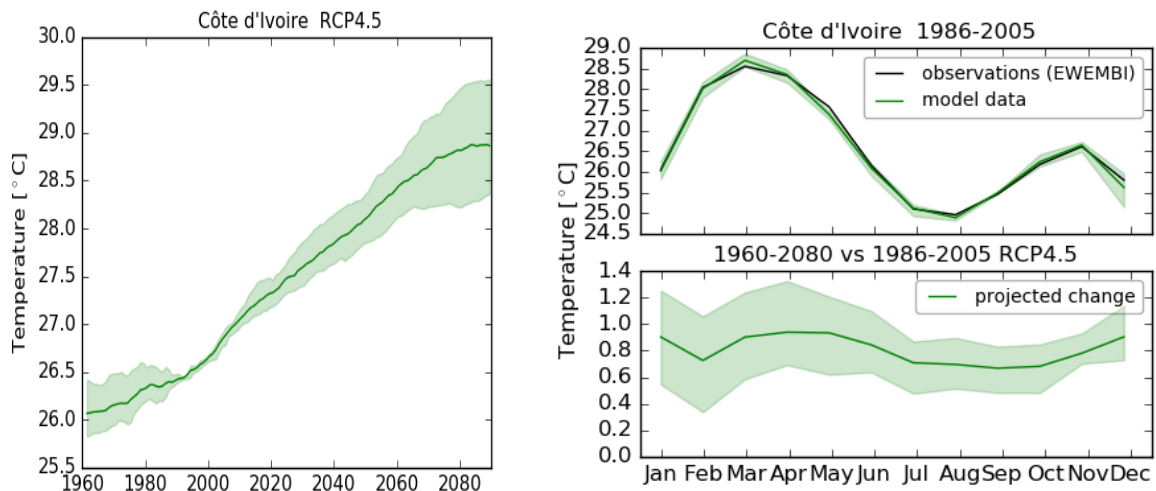 Côte d'Ivoire RCP4.5
Temperature [°C]
30.0
29.5
29.0
28.5
28.0
27.5
27.0
26.5
26.0
25.5
1960 1980 2000 2020 2040 2060 2080
Côte d'Ivoire 1986-2005
Temperature [°C]
29.0
28.5
28.0
27.5
27.0
26.5
26.0
25.5
25.0
24.5
observations (EWEMBI)
model data
1960-2080 vs 1986-2005 RCP4.5
1.4
1.2
1.0
0.8
0.6
0.4
0.2
0.0
projected change
Jan Feb Mar Apr May Jun Jul Aug Sep Oct Nov Dec